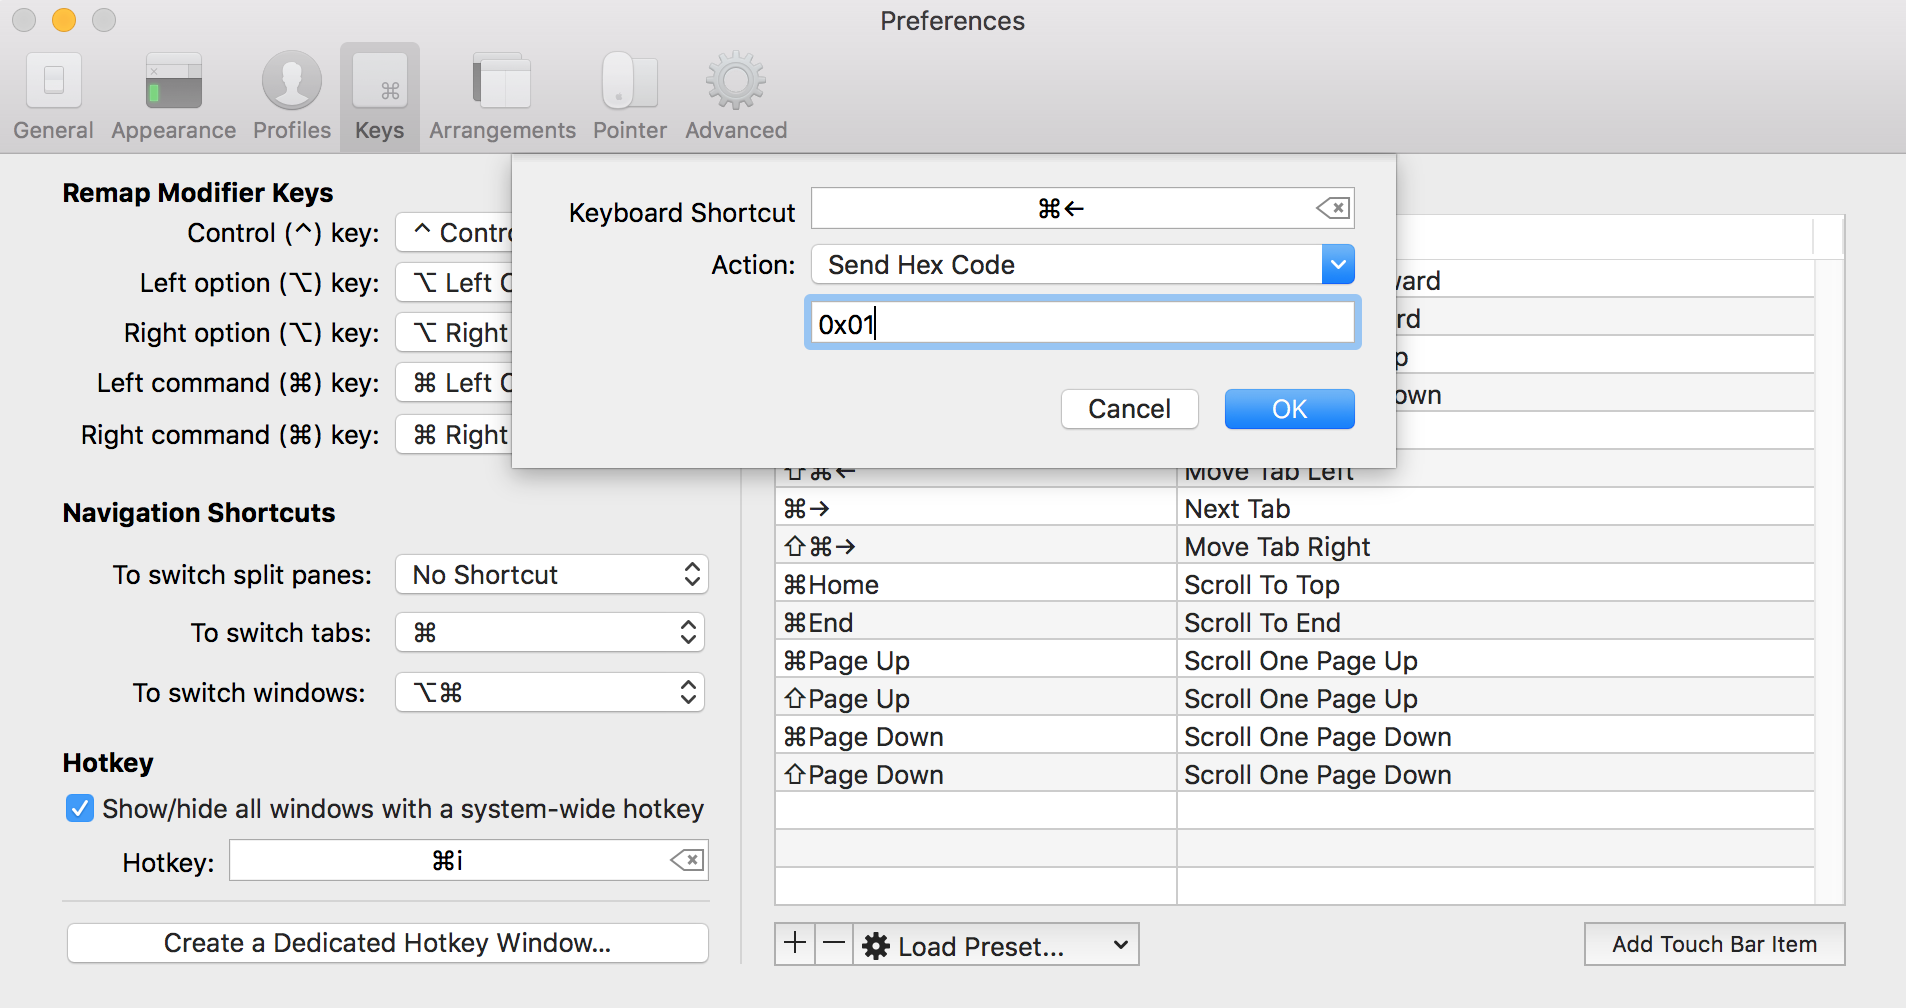 Preferences
General Appearance Profiles Keys Arrangements Pointer Advanced
Remap Modifier Keys
Control (^) key: ^ Contro
Left option (⌥) key: ⌥ Left
Right option (⌥) key: ⌥ Right
Left command (⌘) key: ⌘ Left
Right command (⌘) key: ⌘ Right
Navigation Shortcuts
To switch split panes: No Shortcut
To switch tabs: ⌘
To switch windows: ⌥⌘
Hotkey
Show/hide all windows with a system-wide hotkey
Hotkey: ⌘i
Create a Dedicated Hotkey Window...
Keyboard Shortcut ⌘←
Action: Send Hex Code
0x01
Cancel OK
ward
rd
p
own
⇧⌘← Move Tab Left
⌘→ Next Tab
⇧⌘→ Move Tab Right
⌘Home Scroll To Top
⌘End Scroll To End
⌘Page Up Scroll One Page Up
⇧Page Up Scroll One Page Up
⌘Page Down Scroll One Page Down
⇧Page Down Scroll One Page Down
+ − Load Preset... Add Touch Bar Item